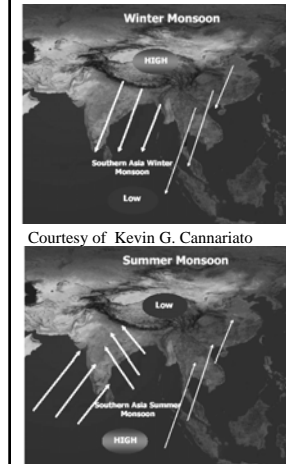 Winter Monsoon
HIGH
Southern Asia Winter
Monsoon
Low
Courtesy of Kevin G. Cannariato
Summer Monsoon
Low
Southern Asia Summer
Monsoon
HIGH